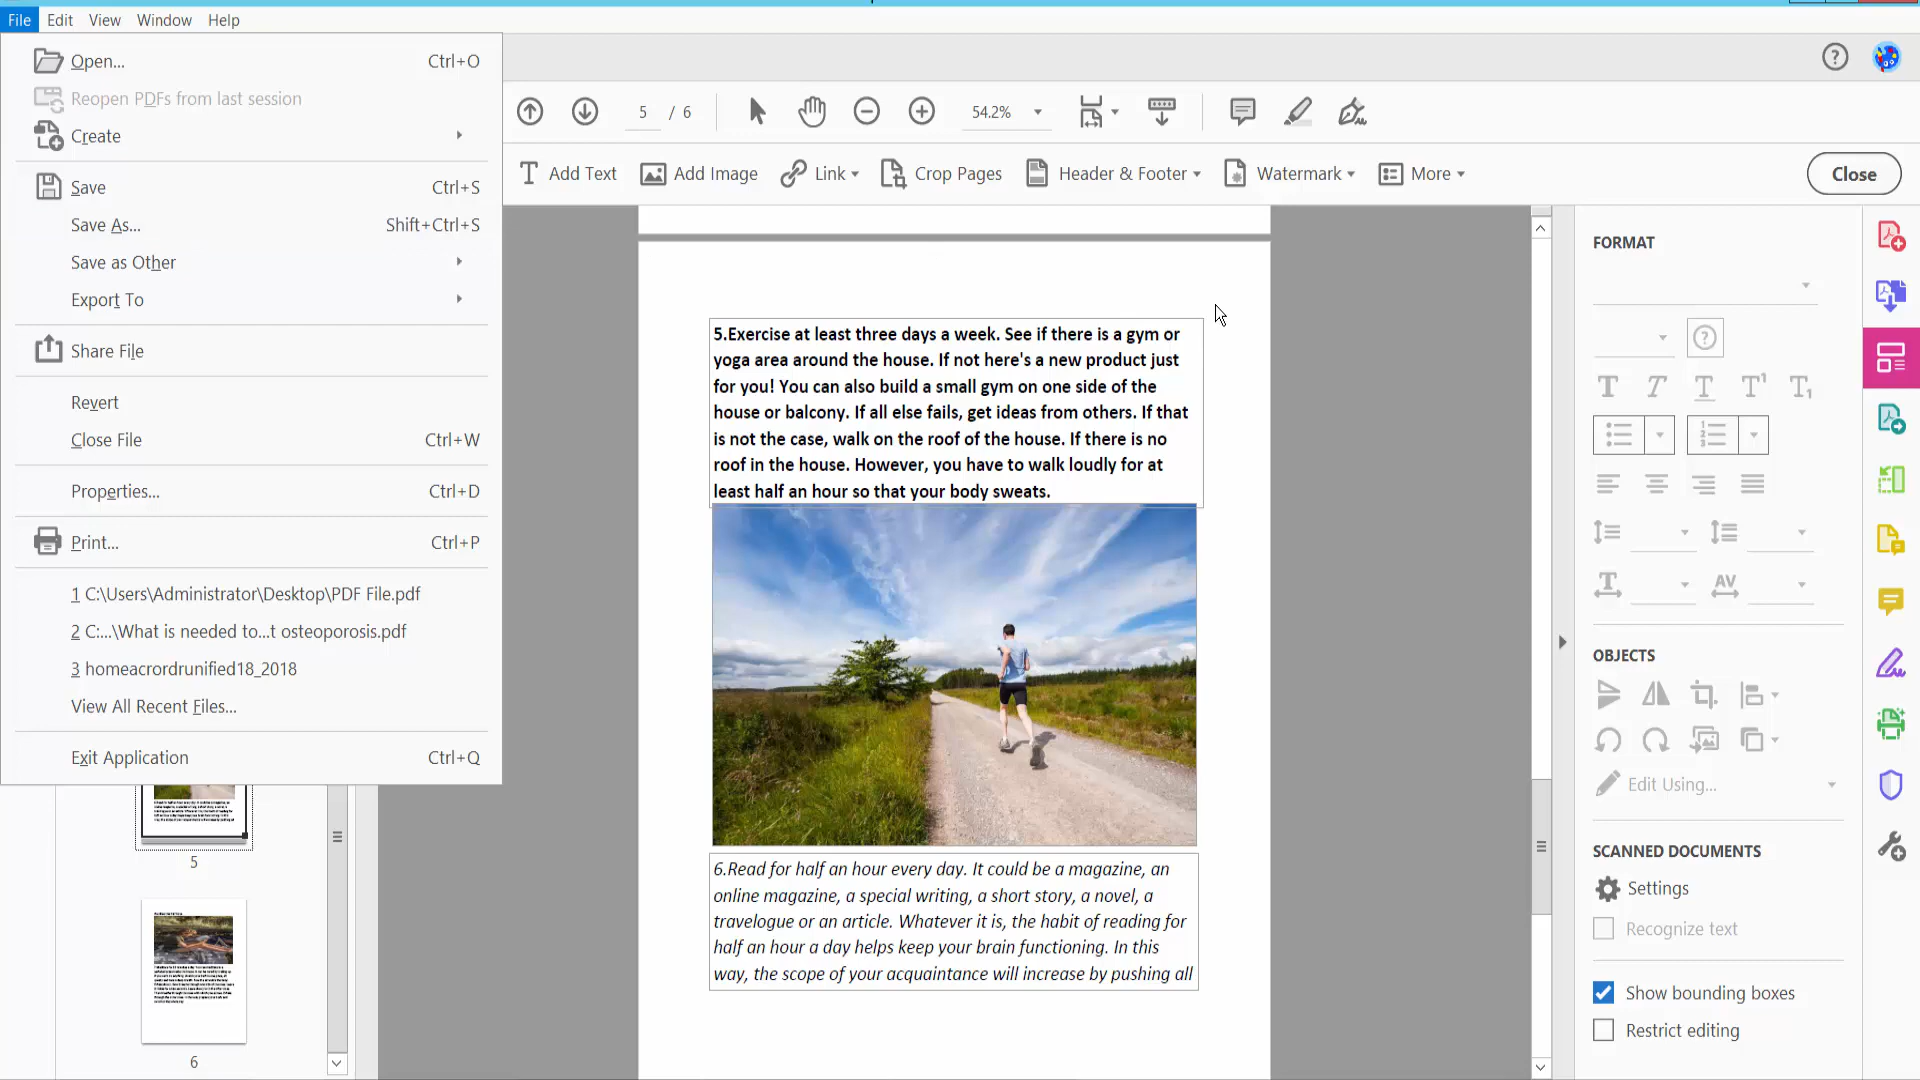 File Edit View Window Help
Open... Ctrl+O
Reopen PDFs from last session
Create
Save Ctrl+S
Save As... Shift+Ctrl+S
Save as Other
Export To
Share File
Revert
Close File Ctrl+W
Properties... Ctrl+D
Print... Ctrl+P
1 C:\Users\Administrator\Desktop\PDF File.pdf
2 C:...\What is needed to...t osteoporosis.pdf
3 homeacrordrunified18_2018
View All Recent Files...
Exit Application Ctrl+Q
5
6
5 / 6 54.2%
Add Text Add Image Link Crop Pages Header & Footer Watermark More Close
5.Exercise at least three days a week. See if there is a gym or
yoga area around the house. If not here's a new product just
for you! You can also build a small gym on one side of the
house or balcony. If all else fails, get ideas from others. If that
is not the case, walk on the roof of the house. If there is no
roof in the house. However, you have to walk loudly for at
least half an hour so that your body sweats.
6.Read for half an hour every day. It could be a magazine, an
online magazine, a special writing, a short story, a novel, a
travelogue or an article. Whatever it is, the habit of reading for
half an hour a day helps keep your brain functioning. In this
way, the scope of your acquaintance will increase by pushing all
FORMAT
OBJECTS
Edit Using...
SCANNED DOCUMENTS
Settings
Recognize text
Show bounding boxes
Restrict editing